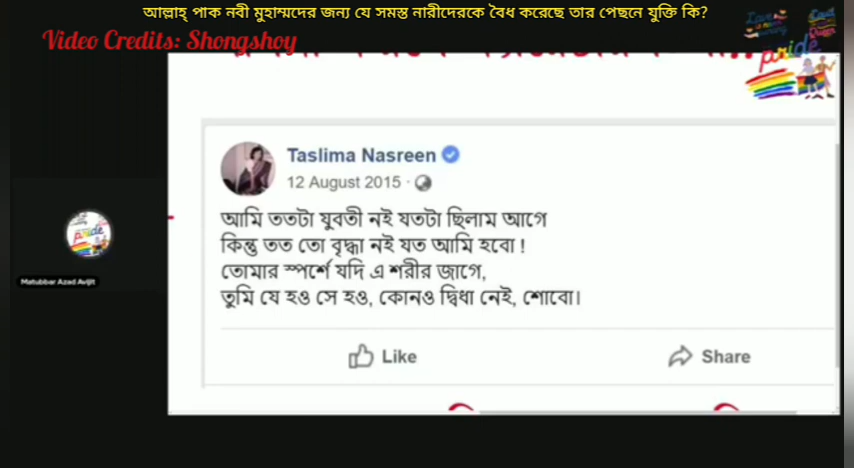 আল্লাহ্ পাক নবী মুহাম্মদের জন্য যে সমস্ত নারীদেরকে বৈধ করেছে তার পেছনে যুক্তি কি?
Video Credits: Shongshoy
pride
Taslima Nasreen
12 August 2015 ·
আমি ততটা যুবতী নই যতটা ছিলাম আগে
কিন্তু তত তো বৃদ্ধা নই যত আমি হবো !
তোমার স্পর্শে যদি এ শরীর জাগে,
তুমি যে হও সে হও, কোনও দ্বিধা নেই, শোবো।
pride
Matubbar Azad Avijit
Like
Share